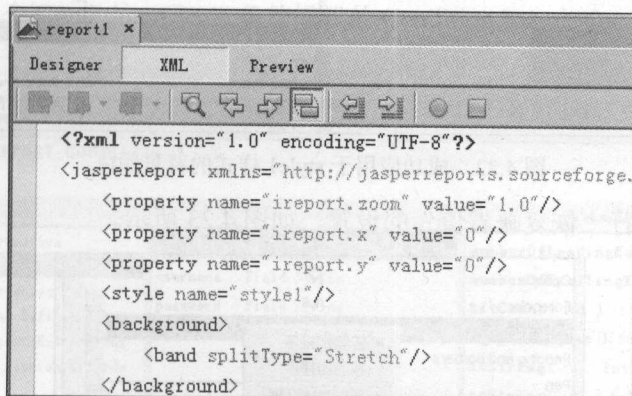 report1 ×
Designer XML Preview
<?xml version="1.0" encoding="UTF-8"?>
<jasperReport xmlns="http://jasperreports.sourceforge.
<property name="ireport.zoom" value="1.0"/>
<property name="ireport.x" value="0"/>
<property name="ireport.y" value="0"/>
<style name="style1"/>
<background>
<band splitType="Stretch"/>
</background>